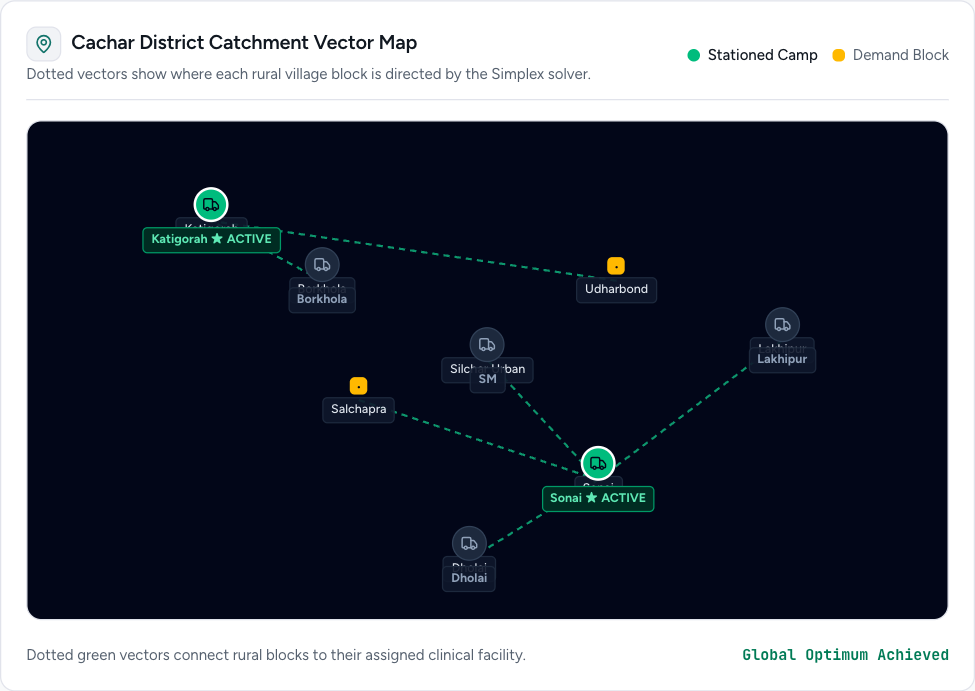 Cachar District Catchment Vector Map
Dotted vectors show where each rural village block is directed by the Simplex solver.
Stationed Camp
Demand Block
Katigorah ★ ACTIVE
Borkhola
Udharbond
Lakhipur
Silchar Urban
SM
Salchapra
Sonai ★ ACTIVE
Dholai
Dotted green vectors connect rural blocks to their assigned clinical facility.
Global Optimum Achieved